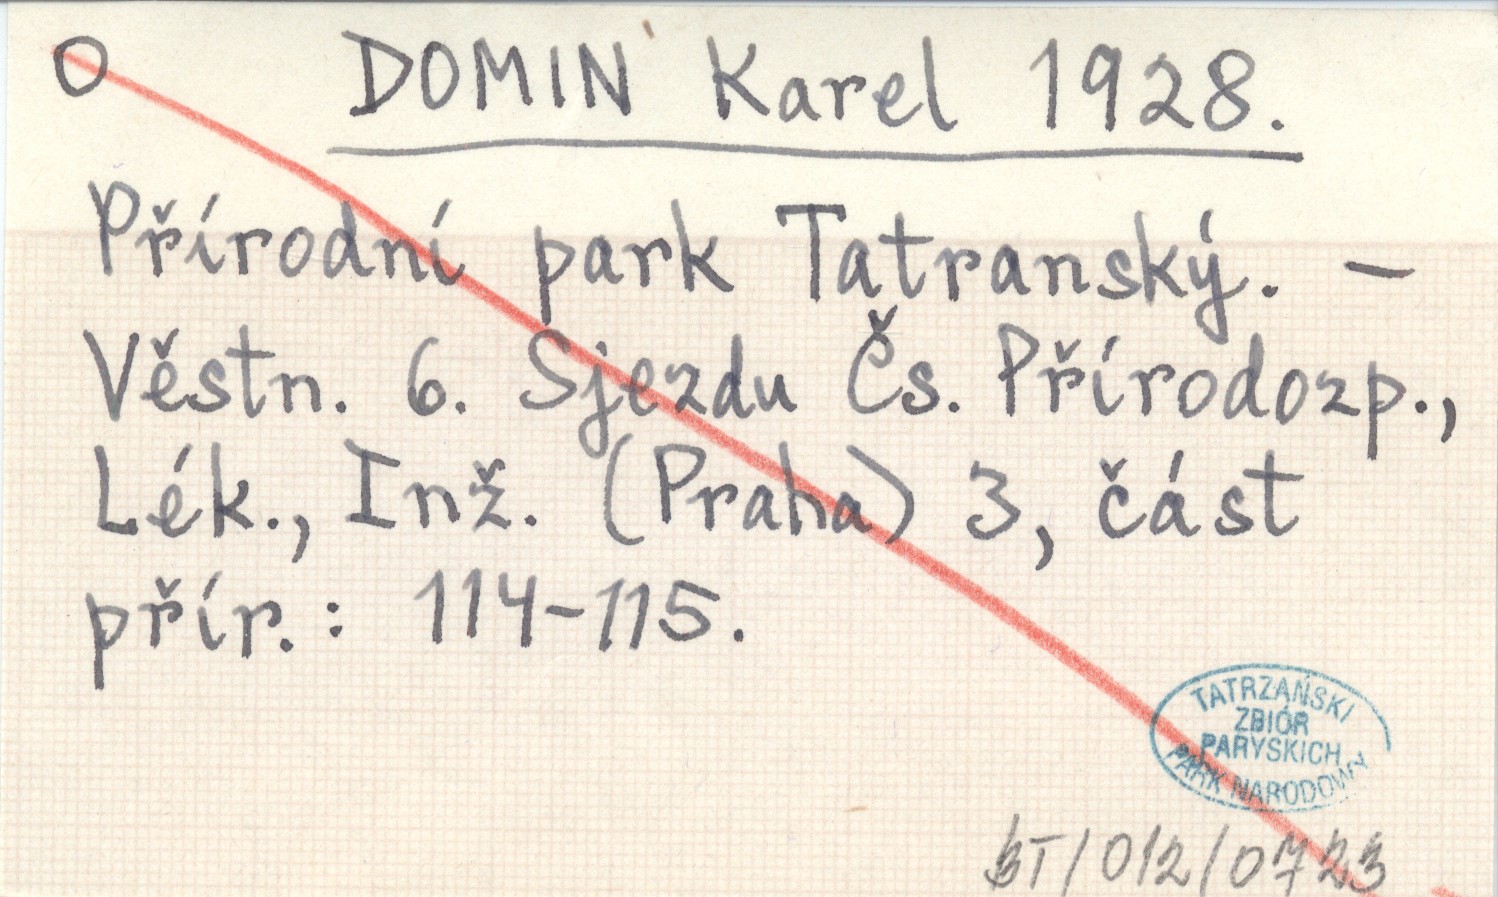 O DOMIN Karel 1928.
Přírodní park Tatranský. –
Věstn. 6. Sjezdu Čs. Přírodozp.,
Lék., Inž. (Praha) 3, část
přír.: 114-115.
TATRZAŃSKI
ZBIÓR
PARYSKICH
PARK NARODOWY
/012/0723